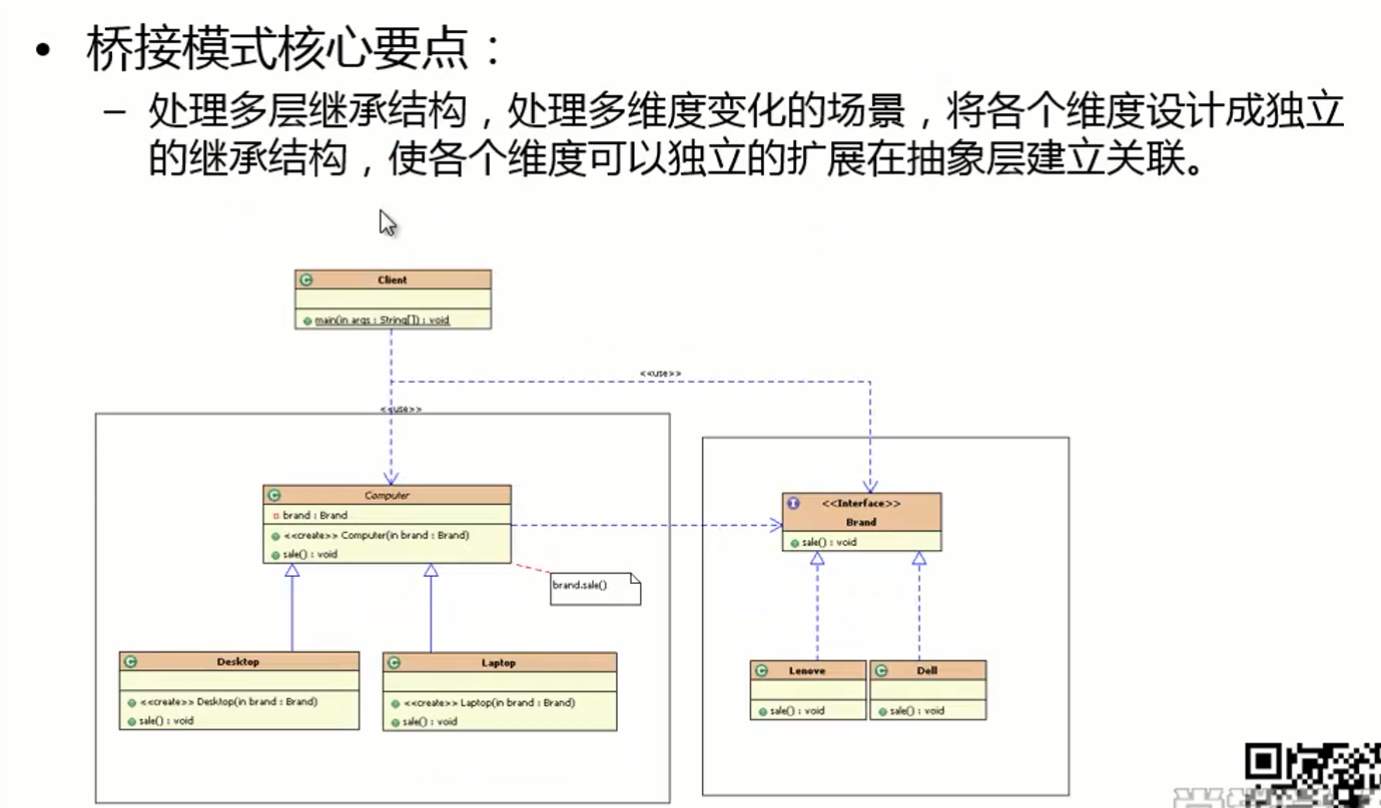 • 桥接模式核心要点：
– 处理多层继承结构，处理多维度变化的场景，将各个维度设计成独立
的继承结构，使各个维度可以独立的扩展在抽象层建立关联。
Client
main(in args : String[]) : void
<<use>>
<<use>>
Computer
brand : Brand
<<create>> Computer(in brand : Brand)
sale() : void
<<Interface>>
Brand
sale() : void
brand.sale()
Desktop
<<create>> Desktop(in brand : Brand)
sale() : void
Laptop
<<create>> Laptop(in brand : Brand)
sale() : void
Lenove
sale() : void
Dell
sale() : void